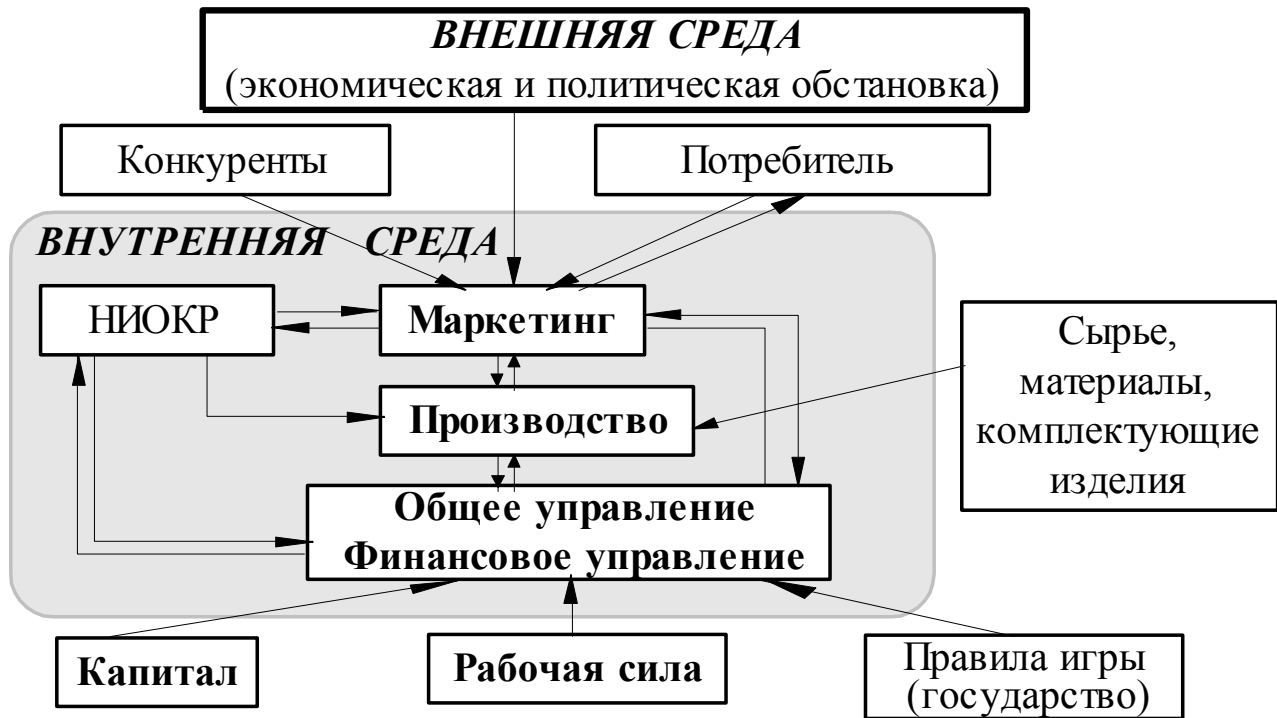 ВНЕШНЯЯ СРЕДА
(экономическая и политическая обстановка)
Конкуренты
Потребитель
ВНУТРЕННЯЯ СРЕДА
НИОКР
Маркетинг
Сырье,
материалы,
комплектующие
изделия
Производство
Общее управление
Финансовое управление
Капитал
Рабочая сила
Правила игры
(государство)